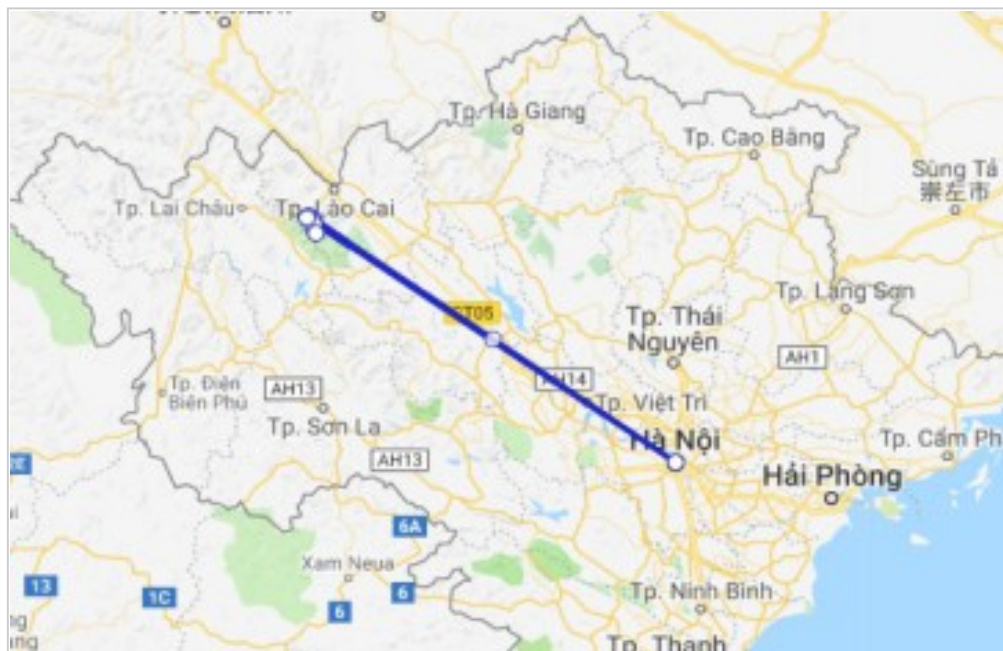 Tp. Hà Giang
Tp. Cao Bằng
Sùng Tả
崇左市
Tp. Lai Châu
Tp. Lào Cai
Tp. Lạng Sơn
CT05
Tp. Thái
Nguyên
AH1
AH14
Tp. Điện
Biên Phủ
AH13
Tp. Việt Trì
Tp. Sơn La
Hà Nội
Tp. Cẩm Ph
AH13
Hải Phòng
6A
Xam Neua
13
1C
6
6
Tp. Ninh Bình
ng
ang
Tp. Thanh